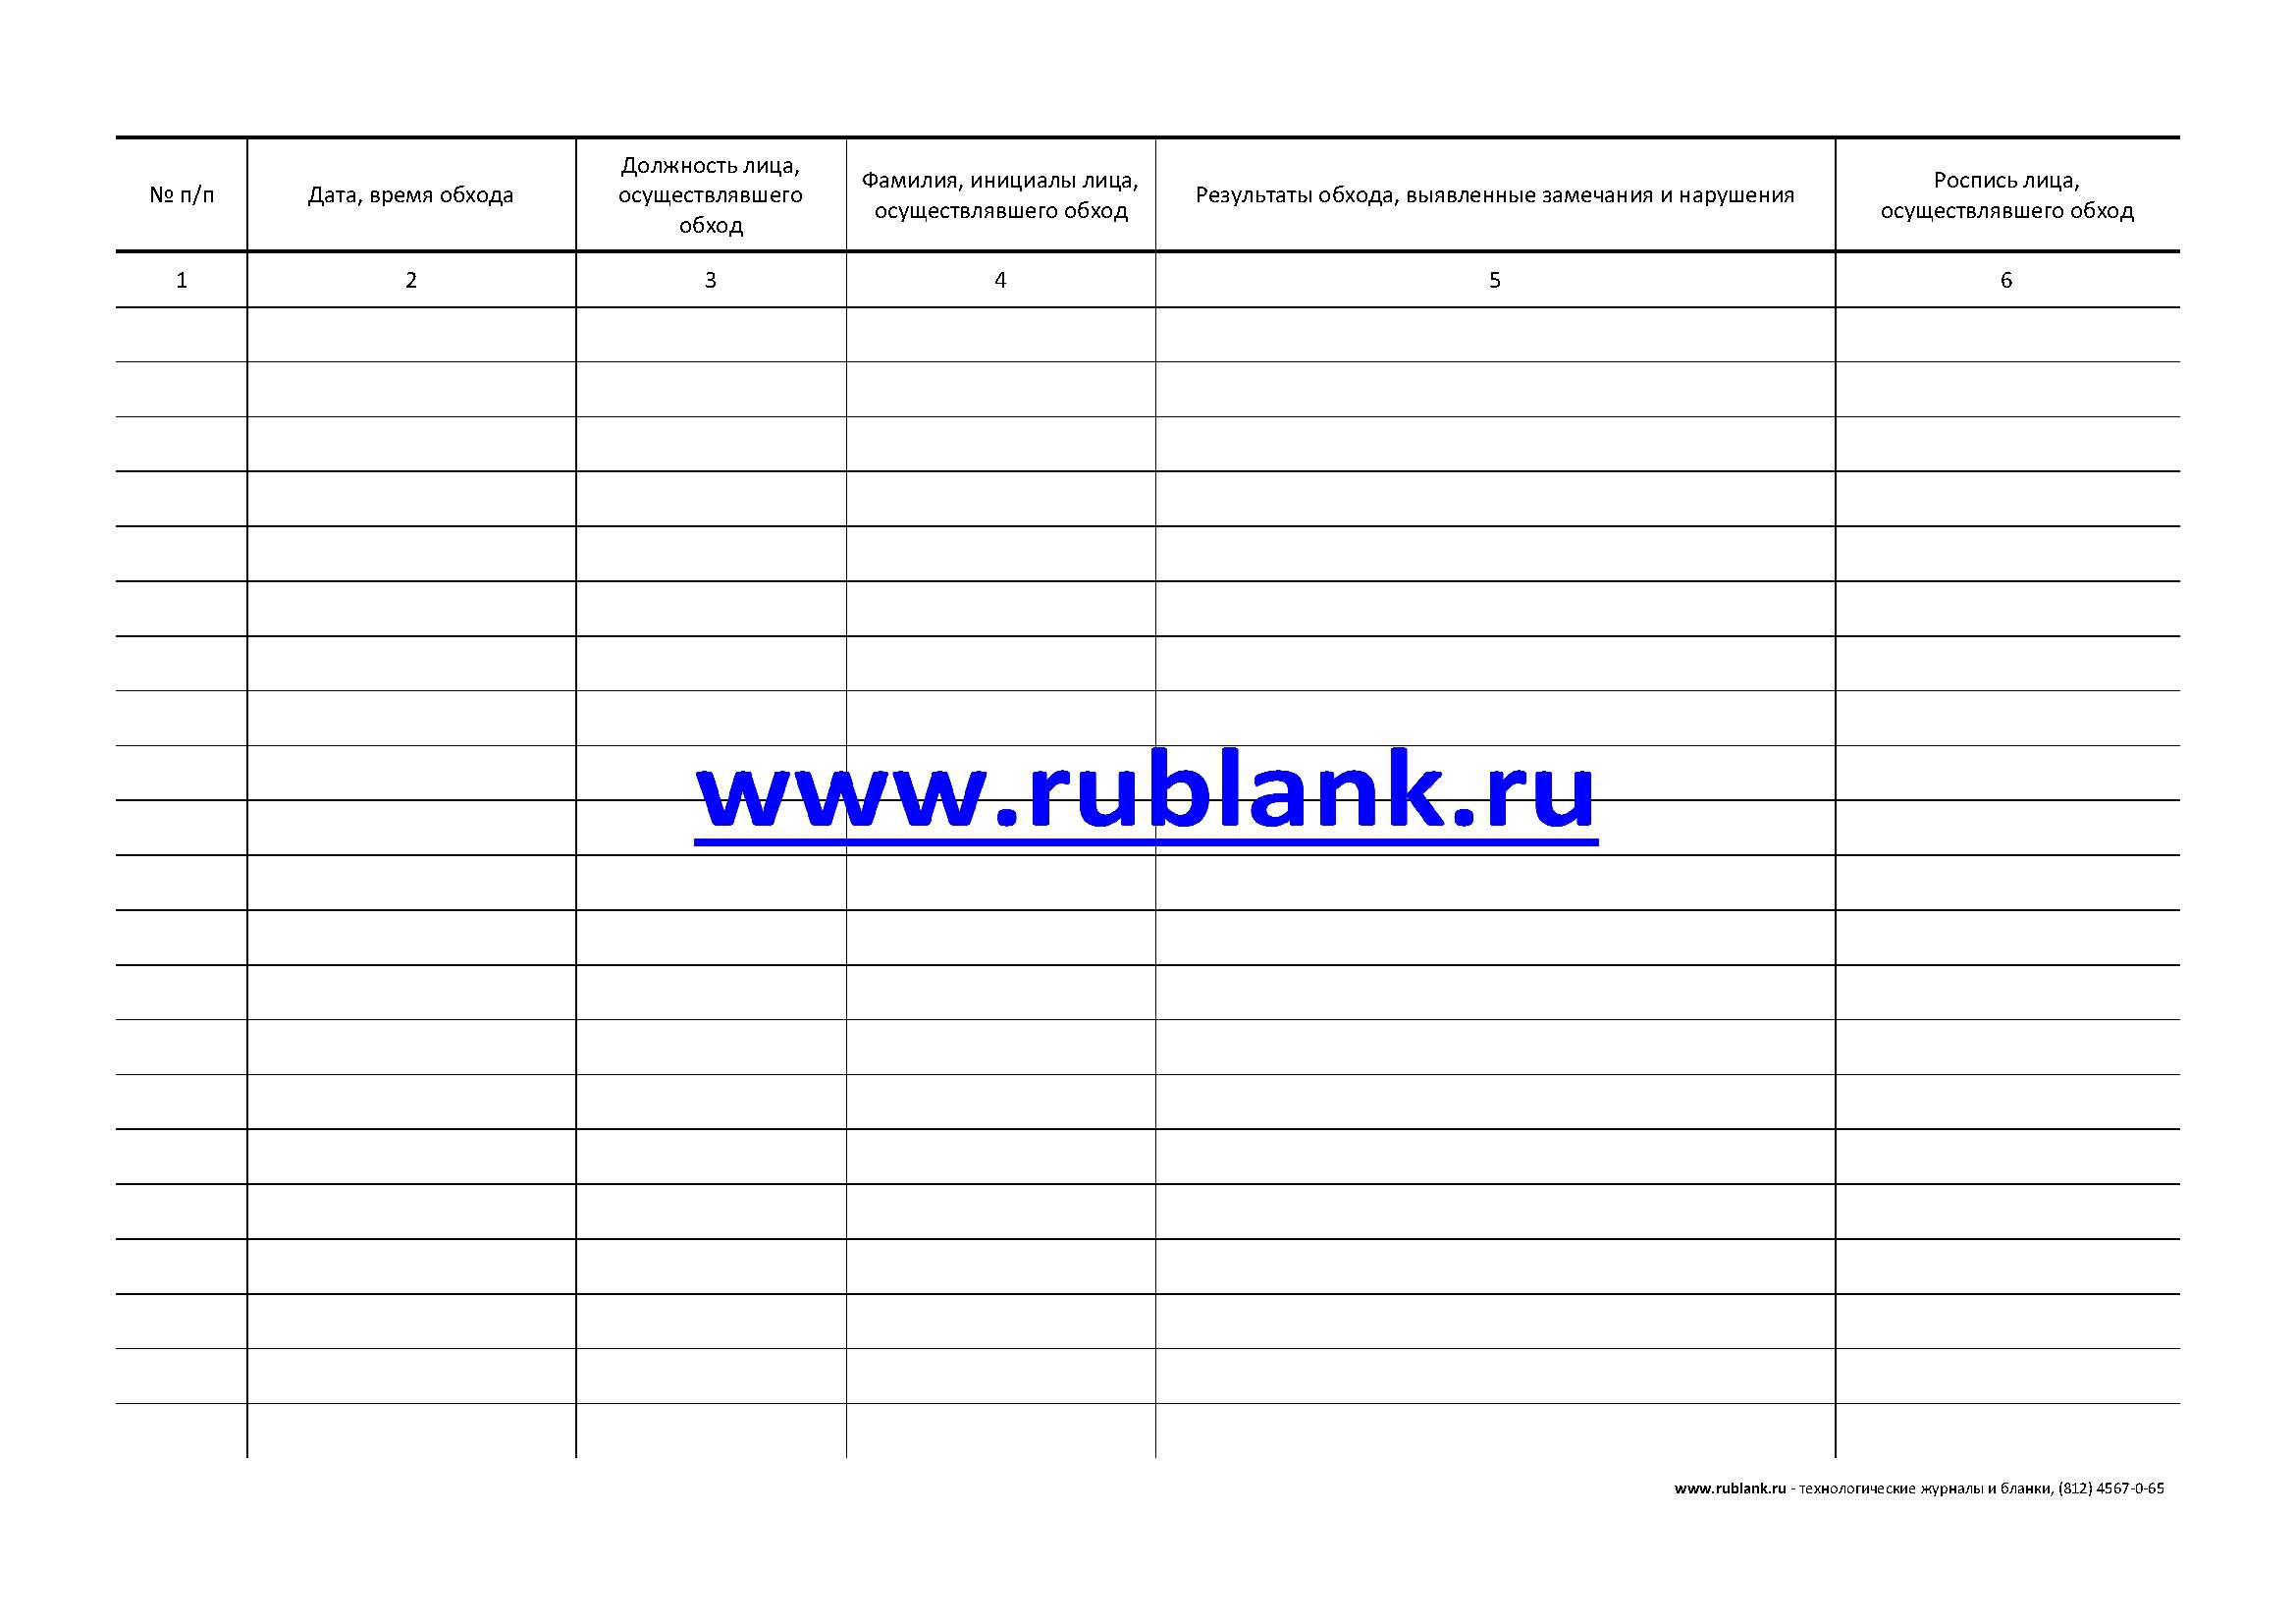 № п/п
Дата, время обхода
Должность лица,
осуществлявшего
обход
Фамилия, инициалы лица,
осуществлявшего обход
Результаты обхода, выявленные замечания и нарушения
Роспись лица,
осуществлявшего обход
1 2 3 4 5 6
www.rublank.ru
www.rublank.ru - технологические журналы и бланки, (812) 4567-0-65